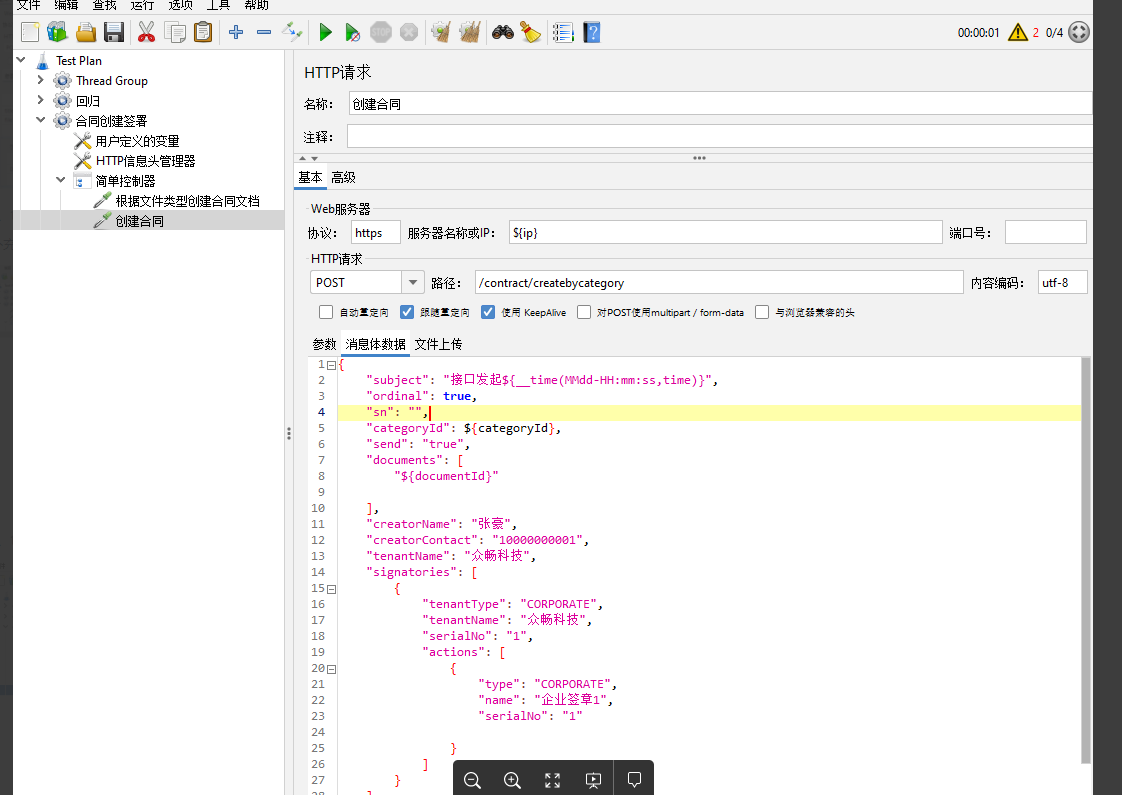 文件 编辑 查找 运行 选项 工具 帮助
00:00:01 2 0/4
Test Plan
Thread Group
回归
合同创建签署
用户定义的变量
HTTP信息头管理器
简单控制器
根据文件类型创建合同文档
创建合同
HTTP请求
名称： 创建合同
注释：
基本 高级
Web服务器
协议： https 服务器名称或IP： ${ip} 端口号：
HTTP请求
POST 路径： /contract/createbycategory 内容编码： utf-8
自动重定向 跟随重定向 使用 KeepAlive 对POST使用multipart / form-data 与浏览器兼容的头
参数 消息体数据 文件上传
1 {
2 "subject": "接口发起${__time(MMdd-HH:mm:ss,time)}",
3 "ordinal": true,
4 "sn": "",
5 "categoryId": ${categoryId},
6 "send": "true",
7 "documents": [
8 "${documentId}"
9
10 ],
11 "creatorName": "张豪",
12 "creatorContact": "10000000001",
13 "tenantName": "众畅科技",
14 "signatories": [
15 {
16 "tenantType": "CORPORATE",
17 "tenantName": "众畅科技",
18 "serialNo": "1",
19 "actions": [
20 {
21 "type": "CORPORATE",
22 "name": "企业签章1",
23 "serialNo": "1"
24
25 }
26 ]
27 }